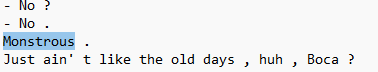 - No ?
- No .
Monstrous .
Just ain' t like the old days , huh , Boca ?